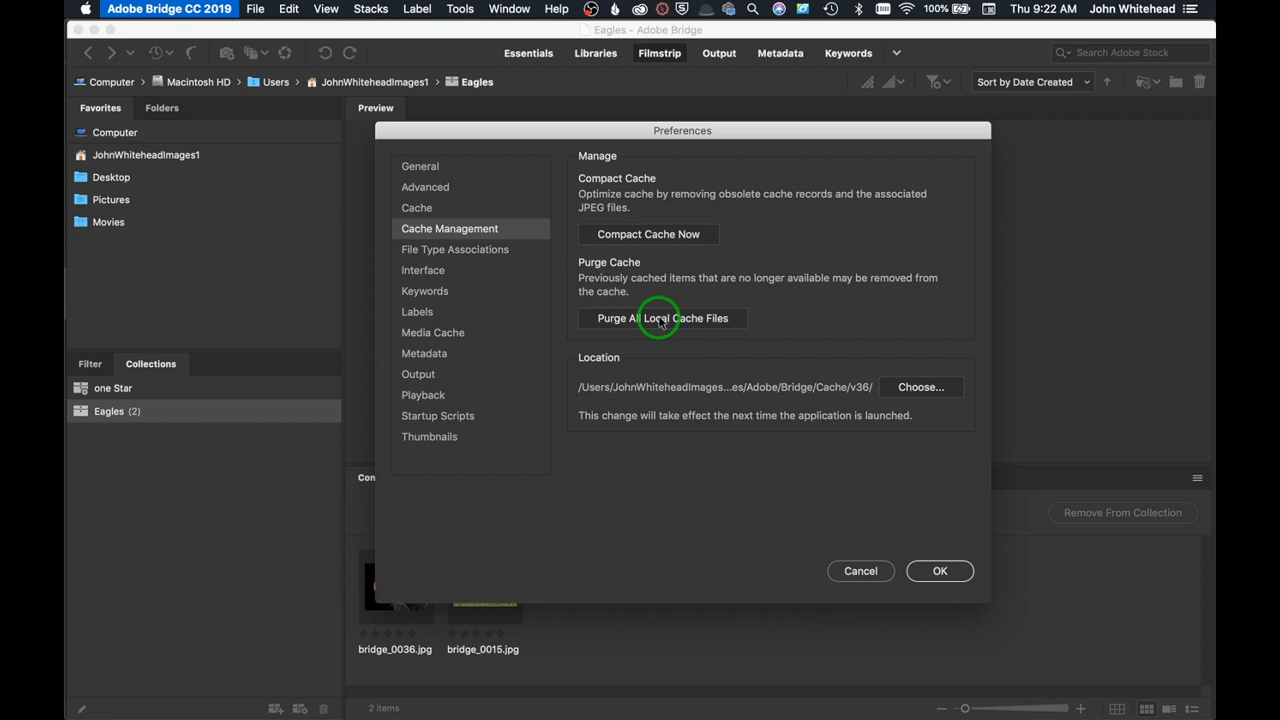 Adobe Bridge CC 2019 File Edit View Stacks Label Tools Window Help 100% Thu 9:22 AM John Whitehead
Eagles - Adobe Bridge
Essentials Libraries Filmstrip Output Metadata Keywords Search Adobe Stock
Computer Macintosh HD Users JohnWhiteheadImages1 Eagles Sort by Date Created
Favorites Folders Preview
Computer
JohnWhiteheadImages1
Desktop
Pictures
Movies
Filter Collections
one Star
Eagles (2)
Preferences
General
Advanced
Cache
Cache Management
File Type Associations
Interface
Keywords
Labels
Media Cache
Metadata
Output
Playback
Startup Scripts
Thumbnails
Manage
Compact Cache
Optimize cache by removing obsolete cache records and the associated
JPEG files.
Compact Cache Now
Purge Cache
Previously cached items that are no longer available may be removed from
the cache.
Purge All Local Cache Files
Location
/Users/JohnWhiteheadImages...es/Adobe/Bridge/Cache/v36/ Choose...
This change will take effect the next time the application is launched.
Cancel OK
Con
Remove From Collection
bridge_0036.jpg bridge_0015.jpg
2 items